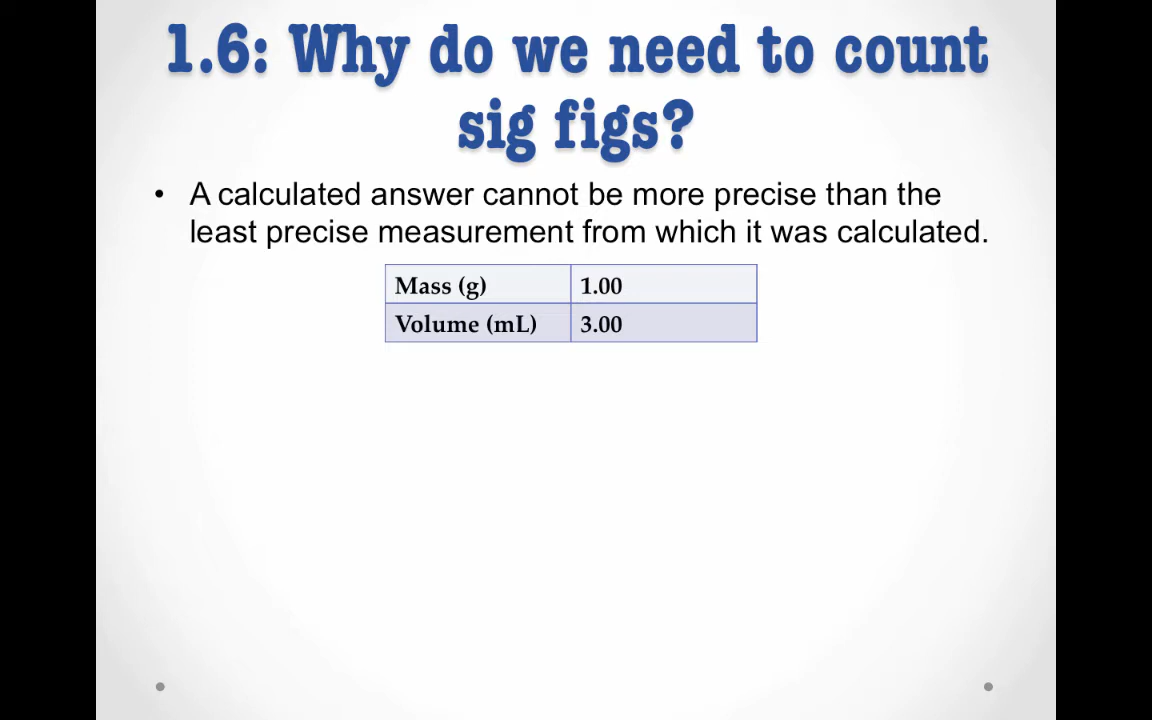 1.6: Why do we need to count
sig figs?
• A calculated answer cannot be more precise than the
least precise measurement from which it was calculated.
Mass (g) 1.00
Volume (mL) 3.00